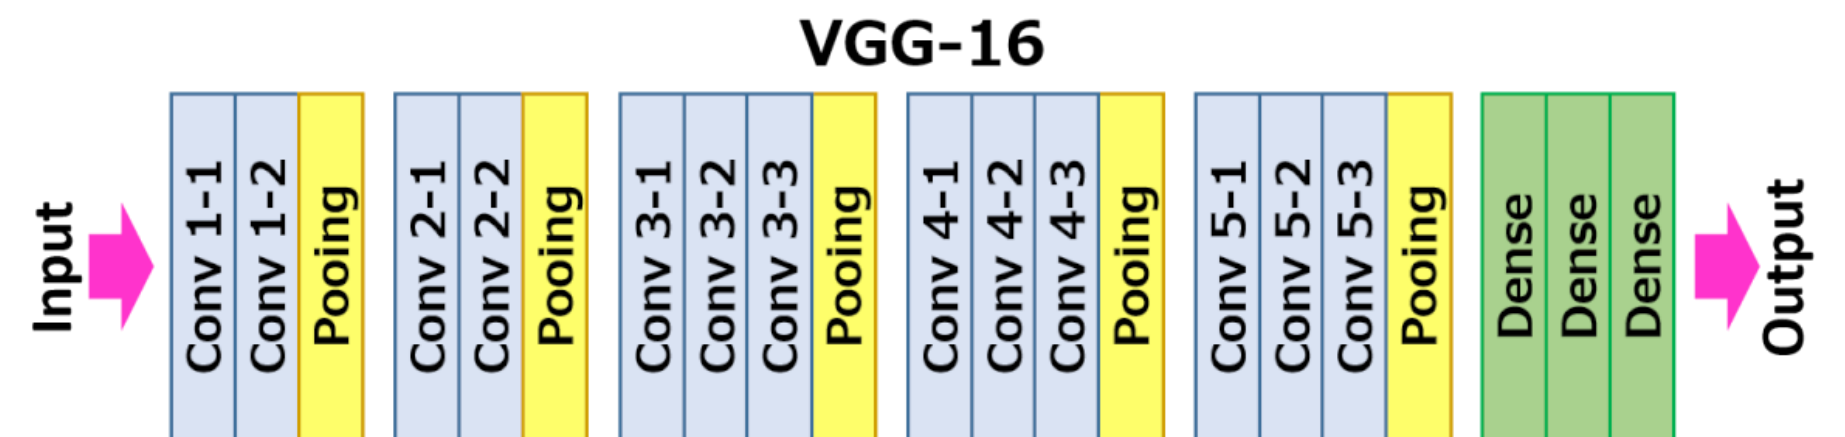 VGG-16
Input
Conv 1-1
Conv 1-2
Pooing
Conv 2-1
Conv 2-2
Pooing
Conv 3-1
Conv 3-2
Conv 3-3
Pooing
Conv 4-1
Conv 4-2
Conv 4-3
Pooing
Conv 5-1
Conv 5-2
Conv 5-3
Pooing
Dense
Dense
Dense
Output